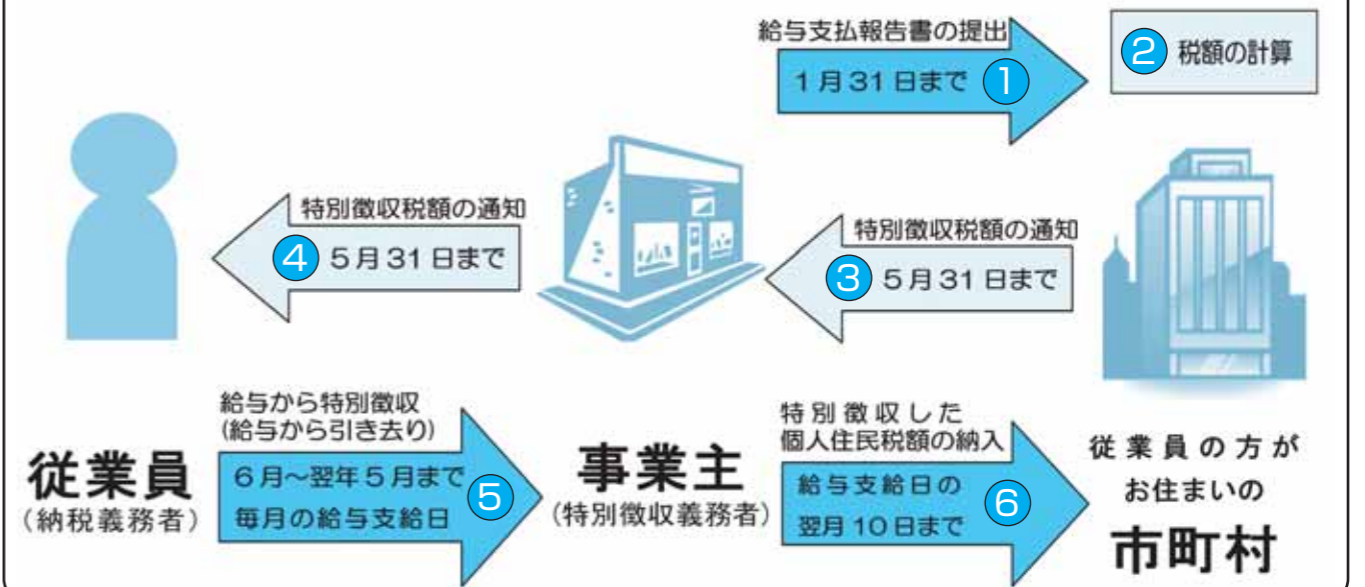 給与支払報告書の提出
1月31日まで ①
② 税額の計算
特別徴収税額の通知
③ 5月31日まで
特別徴収税額の通知
④ 5月31日まで
給与から特別徴収
(給与から引き去り)
6月～翌年5月まで
毎月の給与支給日
⑤
特別徴収した
個人住民税額の納入
給与支給日の
翌月10日まで
⑥
従業員
(納税義務者)
事業主
(特別徴収義務者)
従業員の方が
お住まいの
市町村